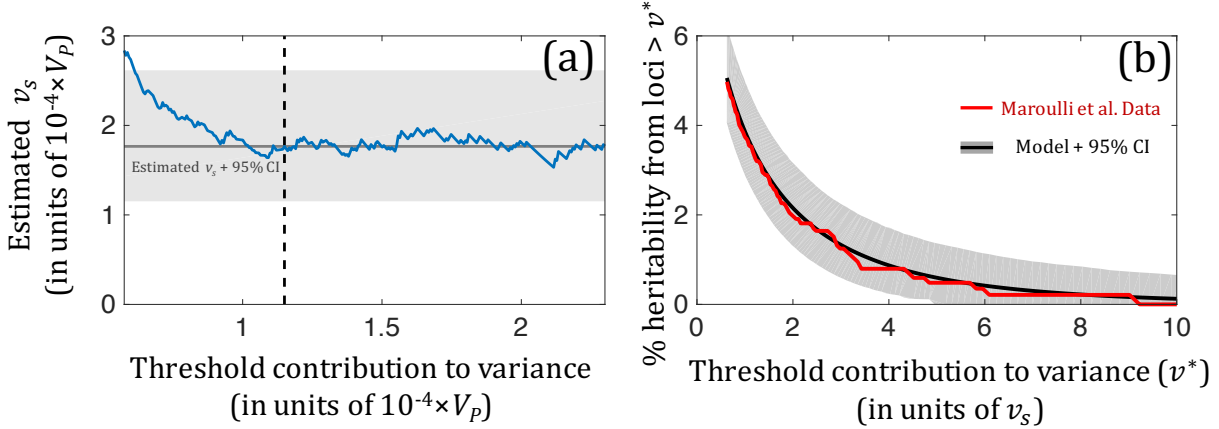 (a)
Estimated v_s
(in units of 10⁻⁴×V_P)
3
2
1
0
Estimated v_s + 95% CI
1
1.5
2
Threshold contribution to variance
(in units of 10⁻⁴×V_P)
(b)
% heritability from loci > v*
6
4
2
0
Maroulli et al. Data
Model + 95% CI
0
2
4
6
8
10
Threshold contribution to variance (v*)
(in units of v_s)